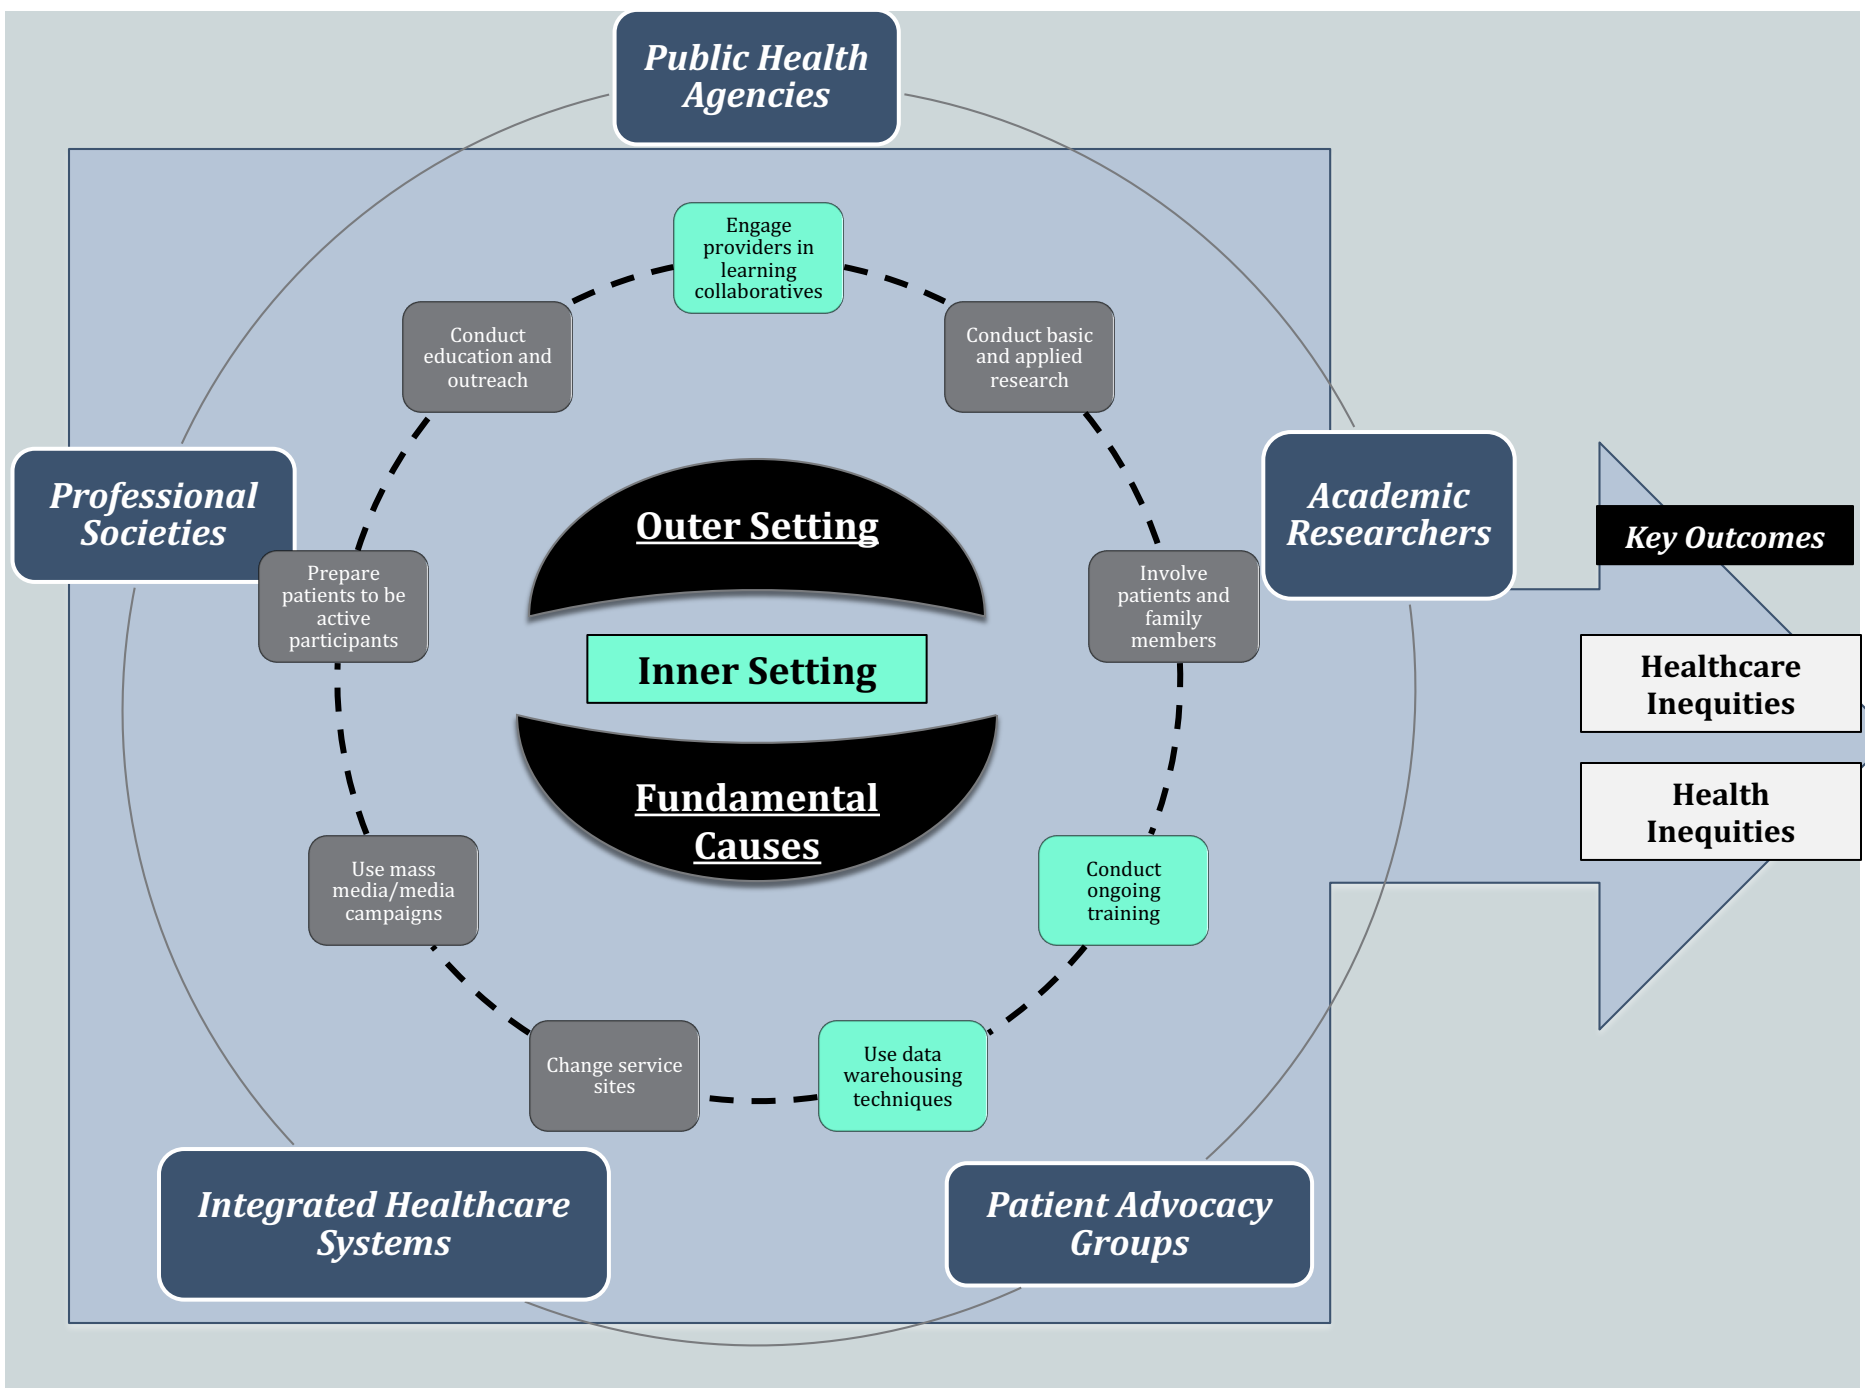 Public Health
Agencies
Engage
providers in
learning
collaboratives
Conduct
education and
outreach
Conduct basic
and applied
research
Professional
Societies
Academic
Researchers
Outer Setting
Key Outcomes
Prepare
patients to be
active
participants
Involve
patients and
family
members
Inner Setting
Healthcare
Inequities
Fundamental
Causes
Health
Inequities
Use mass
media/media
campaigns
Conduct
ongoing
training
Change service
sites
Use data
warehousing
techniques
Integrated Healthcare
Systems
Patient Advocacy
Groups